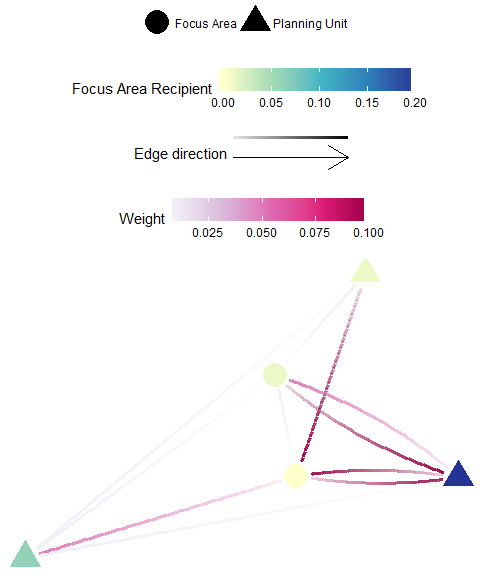 Focus Area Planning Unit
Focus Area Recipient
0.00 0.05 0.10 0.15 0.20
Edge direction
Weight
0.025 0.050 0.075 0.100